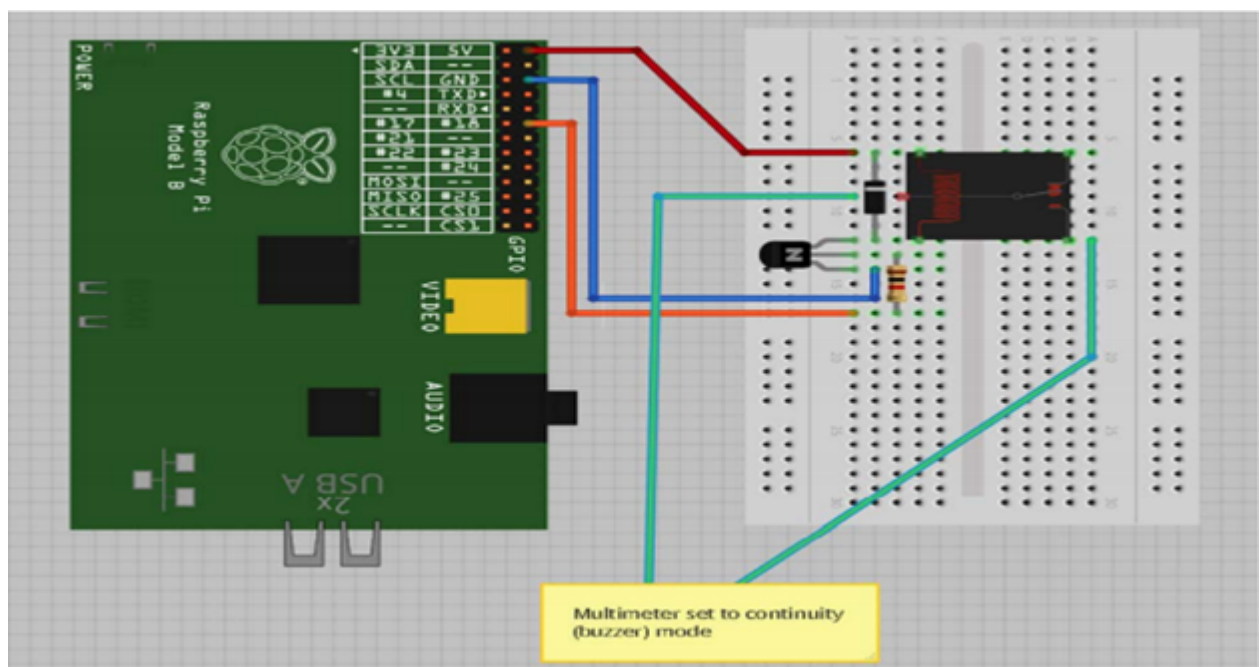 POWER
Raspberry Pi
Model B
3V3 5V
SDA --
SCL GND
#4 TXD
-- RXD
#17 #18
#21 --
#22 #23
-- #24
MOSI --
MISO #25
SCLK CS0
-- CS1
GPIO
VIDEO
AUDIO
2x
USB A
N
Multimeter set to continuity
(buzzer) mode